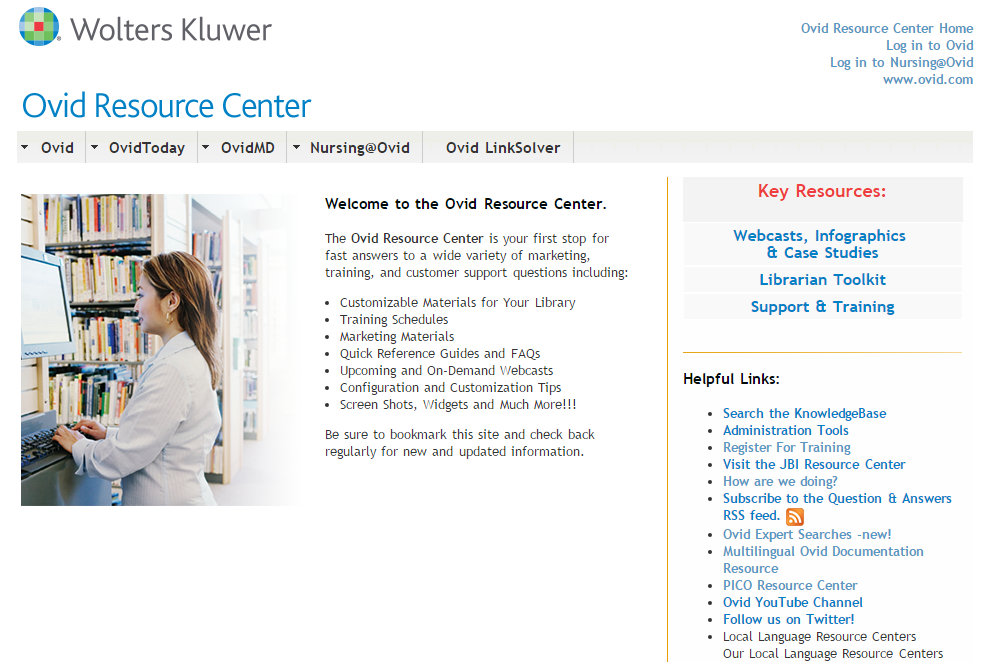 Wolters Kluwer
Ovid Resource Center Home
Log in to Ovid
Log in to Nursing@Ovid
www.ovid.com
Ovid Resource Center
Ovid
OvidToday
OvidMD
Nursing@Ovid
Ovid LinkSolver
Welcome to the Ovid Resource Center.
The Ovid Resource Center is your first stop for
fast answers to a wide variety of marketing,
training, and customer support questions including:
• Customizable Materials for Your Library
• Training Schedules
• Marketing Materials
• Quick Reference Guides and FAQs
• Upcoming and On-Demand Webcasts
• Configuration and Customization Tips
• Screen Shots, Widgets and Much More!!!
Be sure to bookmark this site and check back
regularly for new and updated information.
Key Resources:
Webcasts, Infographics
& Case Studies
Librarian Toolkit
Support & Training
Helpful Links:
• Search the KnowledgeBase
• Administration Tools
• Register For Training
• Visit the JBI Resource Center
• How are we doing?
• Subscribe to the Question & Answers
RSS feed.
• Ovid Expert Searches -new!
• Multilingual Ovid Documentation
Resource
• PICO Resource Center
• Ovid YouTube Channel
• Follow us on Twitter!
• Local Language Resource Centers
Our Local Language Resource Centers